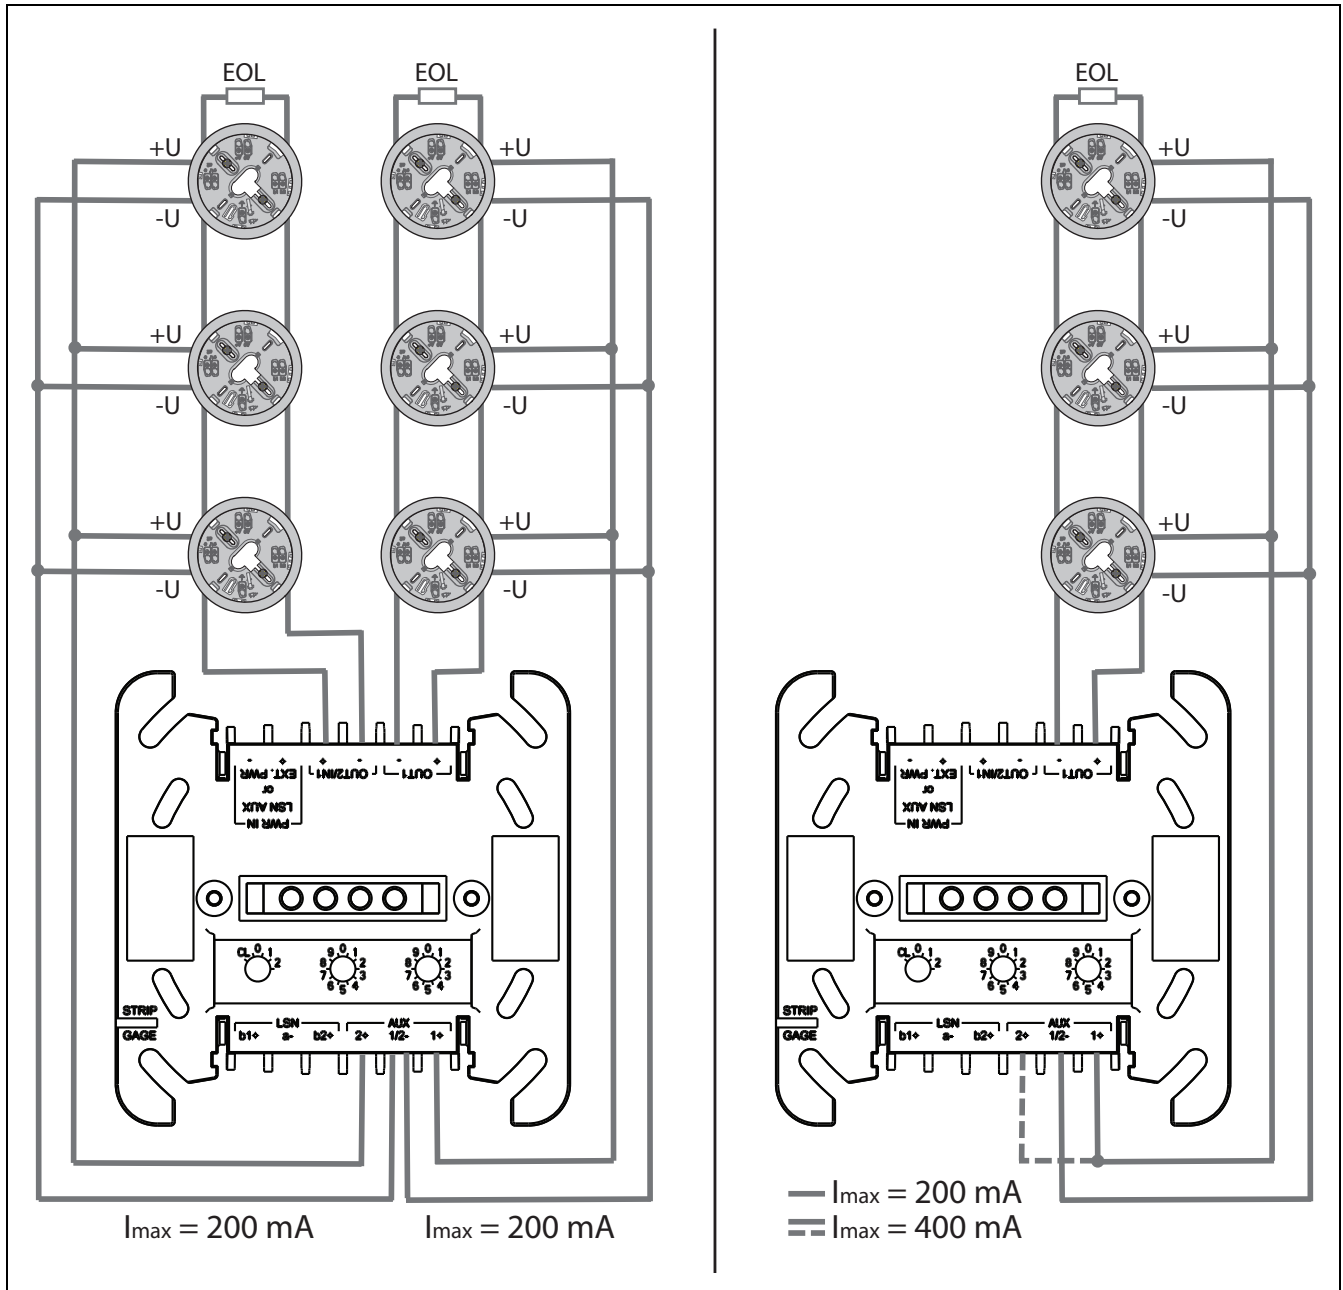 EOL
EOL
+U
+U
-U
-U
+U
+U
-U
-U
+U
+U
-U
-U
- + + - - +
EXT. PWR OUT2/IN1 OUT1
or
LSN AUX
PWR IN
CL 0 1 2
0 1 2 3 4 5 6 7 8 9
0 1 2 3 4 5 6 7 8 9
STRIP
GAGE
LSN AUX
b1+ a- b2+ 2+ 1/2- 1+
Imax = 200 mA
Imax = 200 mA
EOL
+U
-U
+U
-U
+U
-U
- + + - - +
EXT. PWR OUT2/IN1 OUT1
or
LSN AUX
PWR IN
CL 0 1 2
0 1 2 3 4 5 6 7 8 9
0 1 2 3 4 5 6 7 8 9
STRIP
GAGE
LSN AUX
b1+ a- b2+ 2+ 1/2- 1+
Imax = 200 mA
Imax = 400 mA